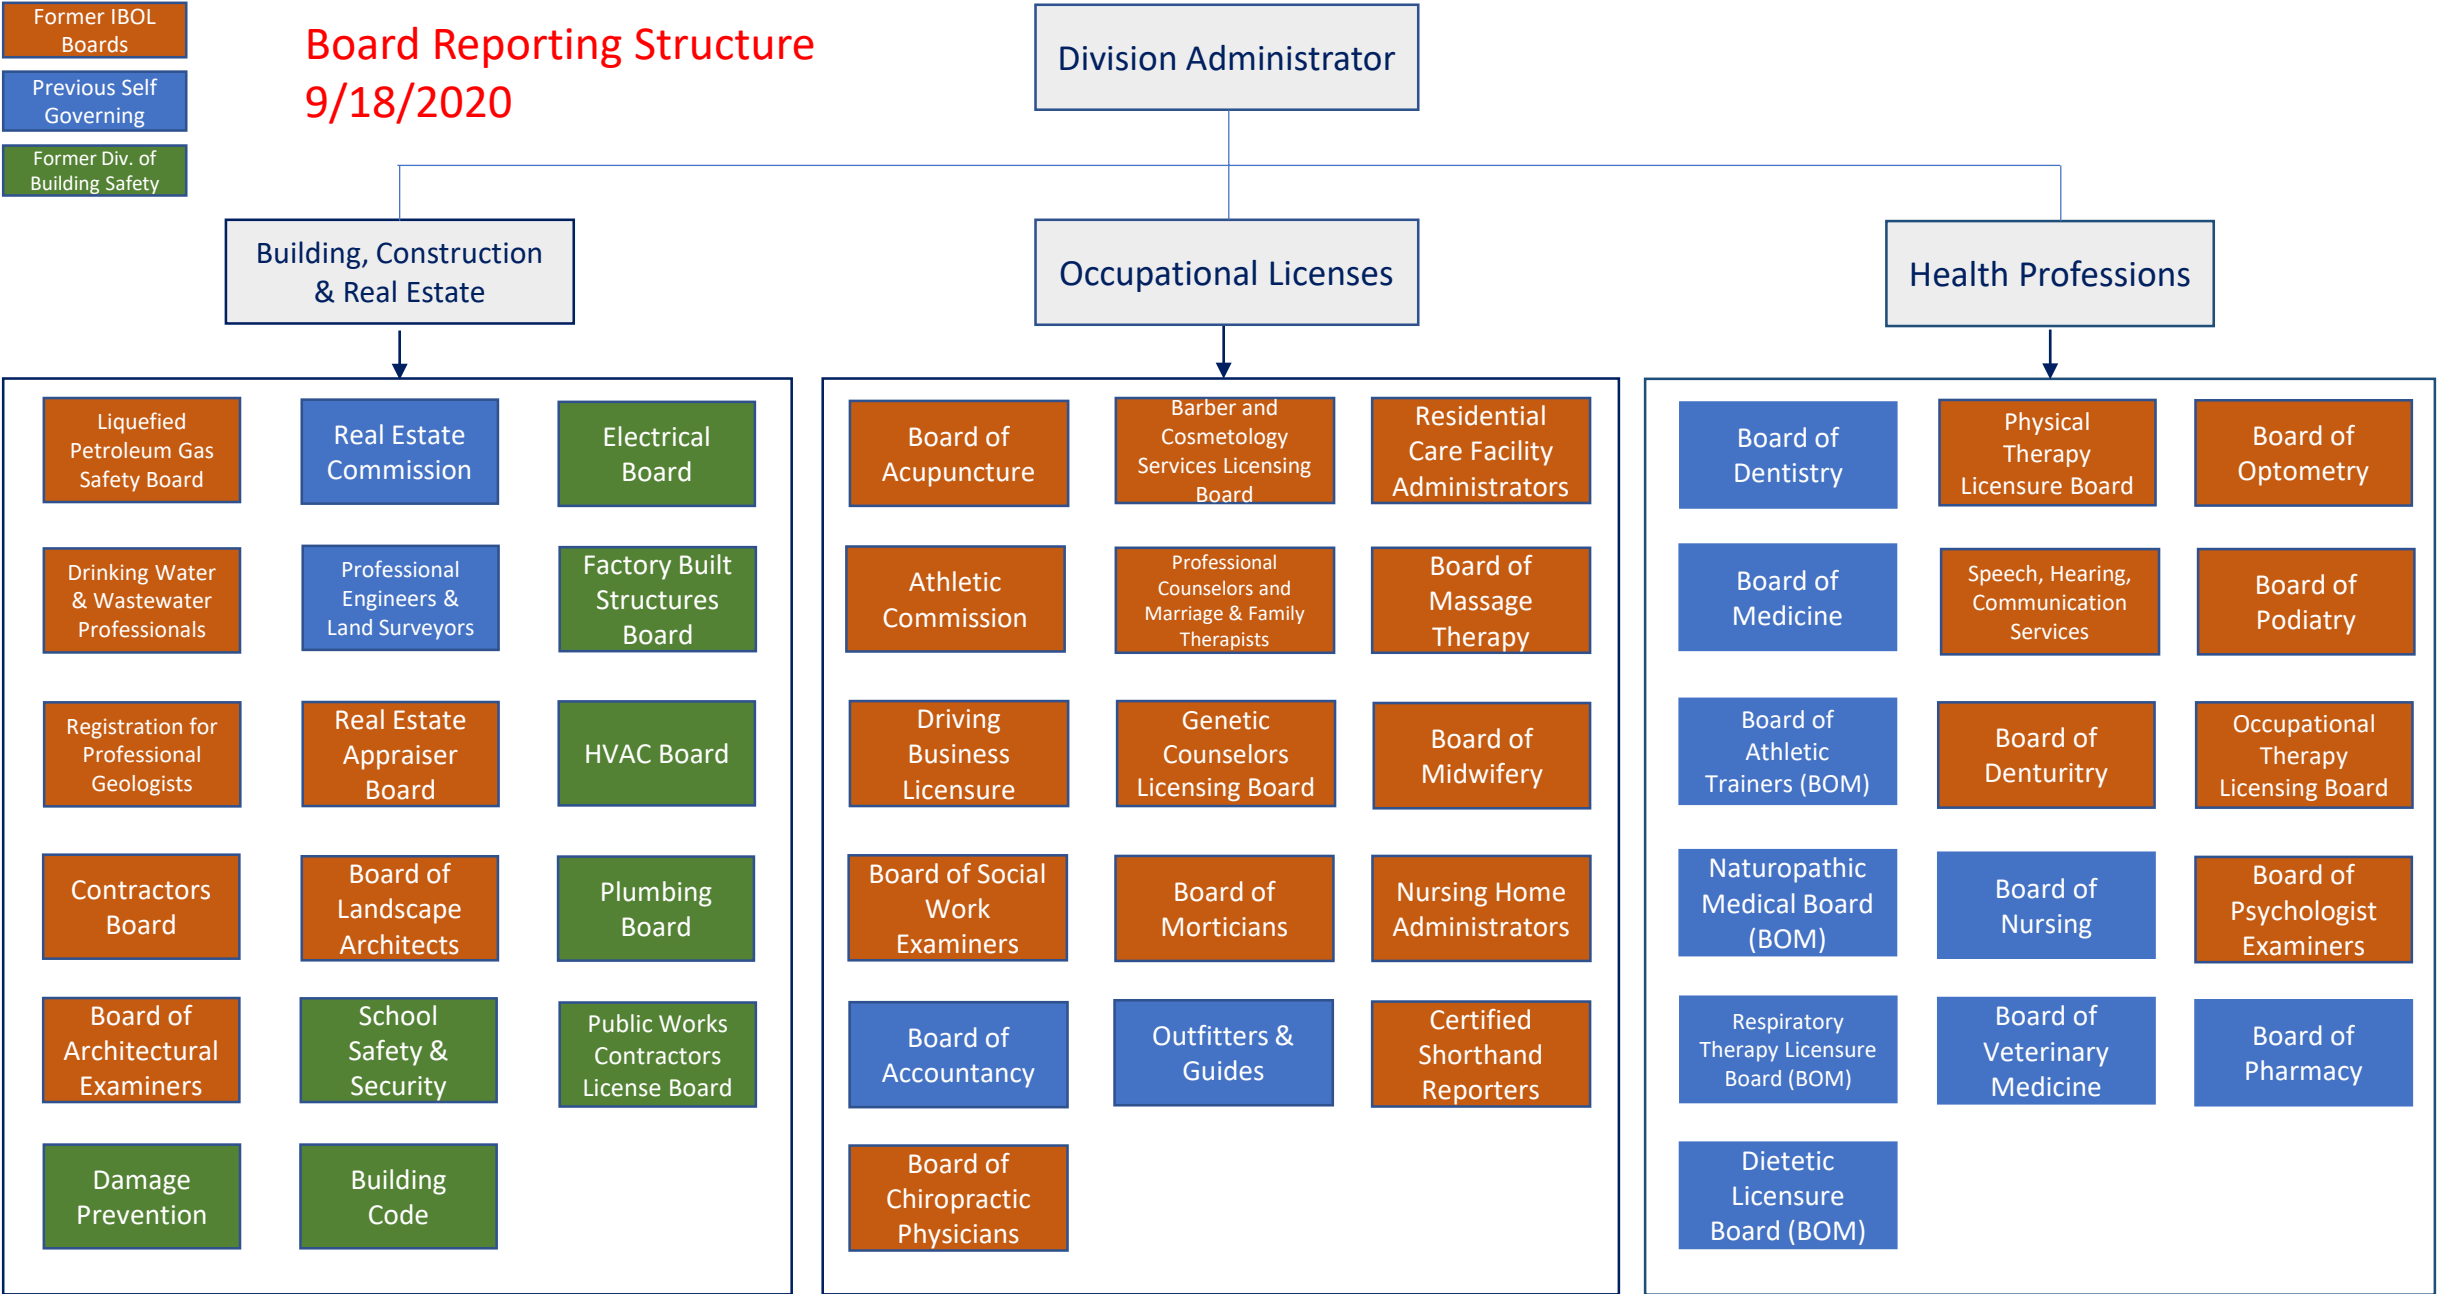 Former IBOL
Boards
Previous Self
Governing
Former Div. of
Building Safety
Board Reporting Structure
9/18/2020
Division Administrator
Building, Construction
& Real Estate
Occupational Licenses
Health Professions
Liquefied
Petroleum Gas
Safety Board
Real Estate
Commission
Electrical
Board
Drinking Water
& Wastewater
Professionals
Professional
Engineers &
Land Surveyors
Factory Built
Structures
Board
Registration for
Professional
Geologists
Real Estate
Appraiser
Board
HVAC Board
Contractors
Board
Board of
Landscape
Architects
Plumbing
Board
Board of
Architectural
Examiners
School
Safety &
Security
Public Works
Contractors
License Board
Damage
Prevention
Building
Code
Board of
Acupuncture
Barber and
Cosmetology
Services Licensing
Board
Residential
Care Facility
Administrators
Athletic
Commission
Professional
Counselors and
Marriage & Family
Therapists
Board of
Massage
Therapy
Driving
Business
Licensure
Genetic
Counselors
Licensing Board
Board of
Midwifery
Board of Social
Work
Examiners
Board of
Morticians
Nursing Home
Administrators
Board of
Accountancy
Outfitters &
Guides
Certified
Shorthand
Reporters
Board of
Chiropractic
Physicians
Board of
Dentistry
Physical
Therapy
Licensure Board
Board of
Optometry
Board of
Medicine
Speech, Hearing,
Communication
Services
Board of
Podiatry
Board of
Athletic
Trainers (BOM)
Board of
Denturitry
Occupational
Therapy
Licensing Board
Naturopathic
Medical Board
(BOM)
Board of
Nursing
Board of
Psychologist
Examiners
Respiratory
Therapy Licensure
Board (BOM)
Board of
Veterinary
Medicine
Board of
Pharmacy
Dietetic
Licensure
Board (BOM)